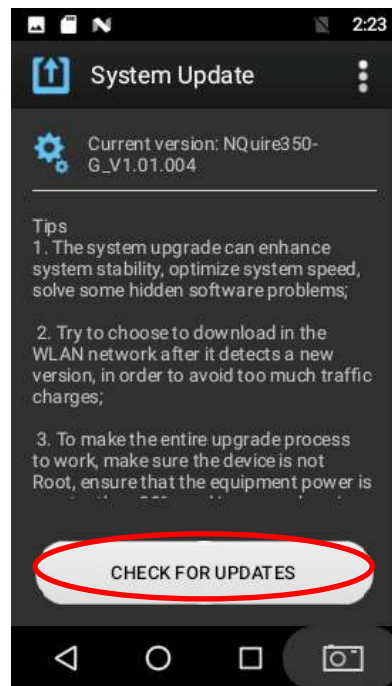 2:23
System Update
Current version: NQuire350-
G_V1.01.004
Tips
1. The system upgrade can enhance
system stability, optimize system speed,
solve some hidden software problems;
2. Try to choose to download in the
WLAN network after it detects a new
version, in order to avoid too much traffic
charges;
3. To make the entire upgrade process
to work, make sure the device is not
Root, ensure that the equipment power is
CHECK FOR UPDATES